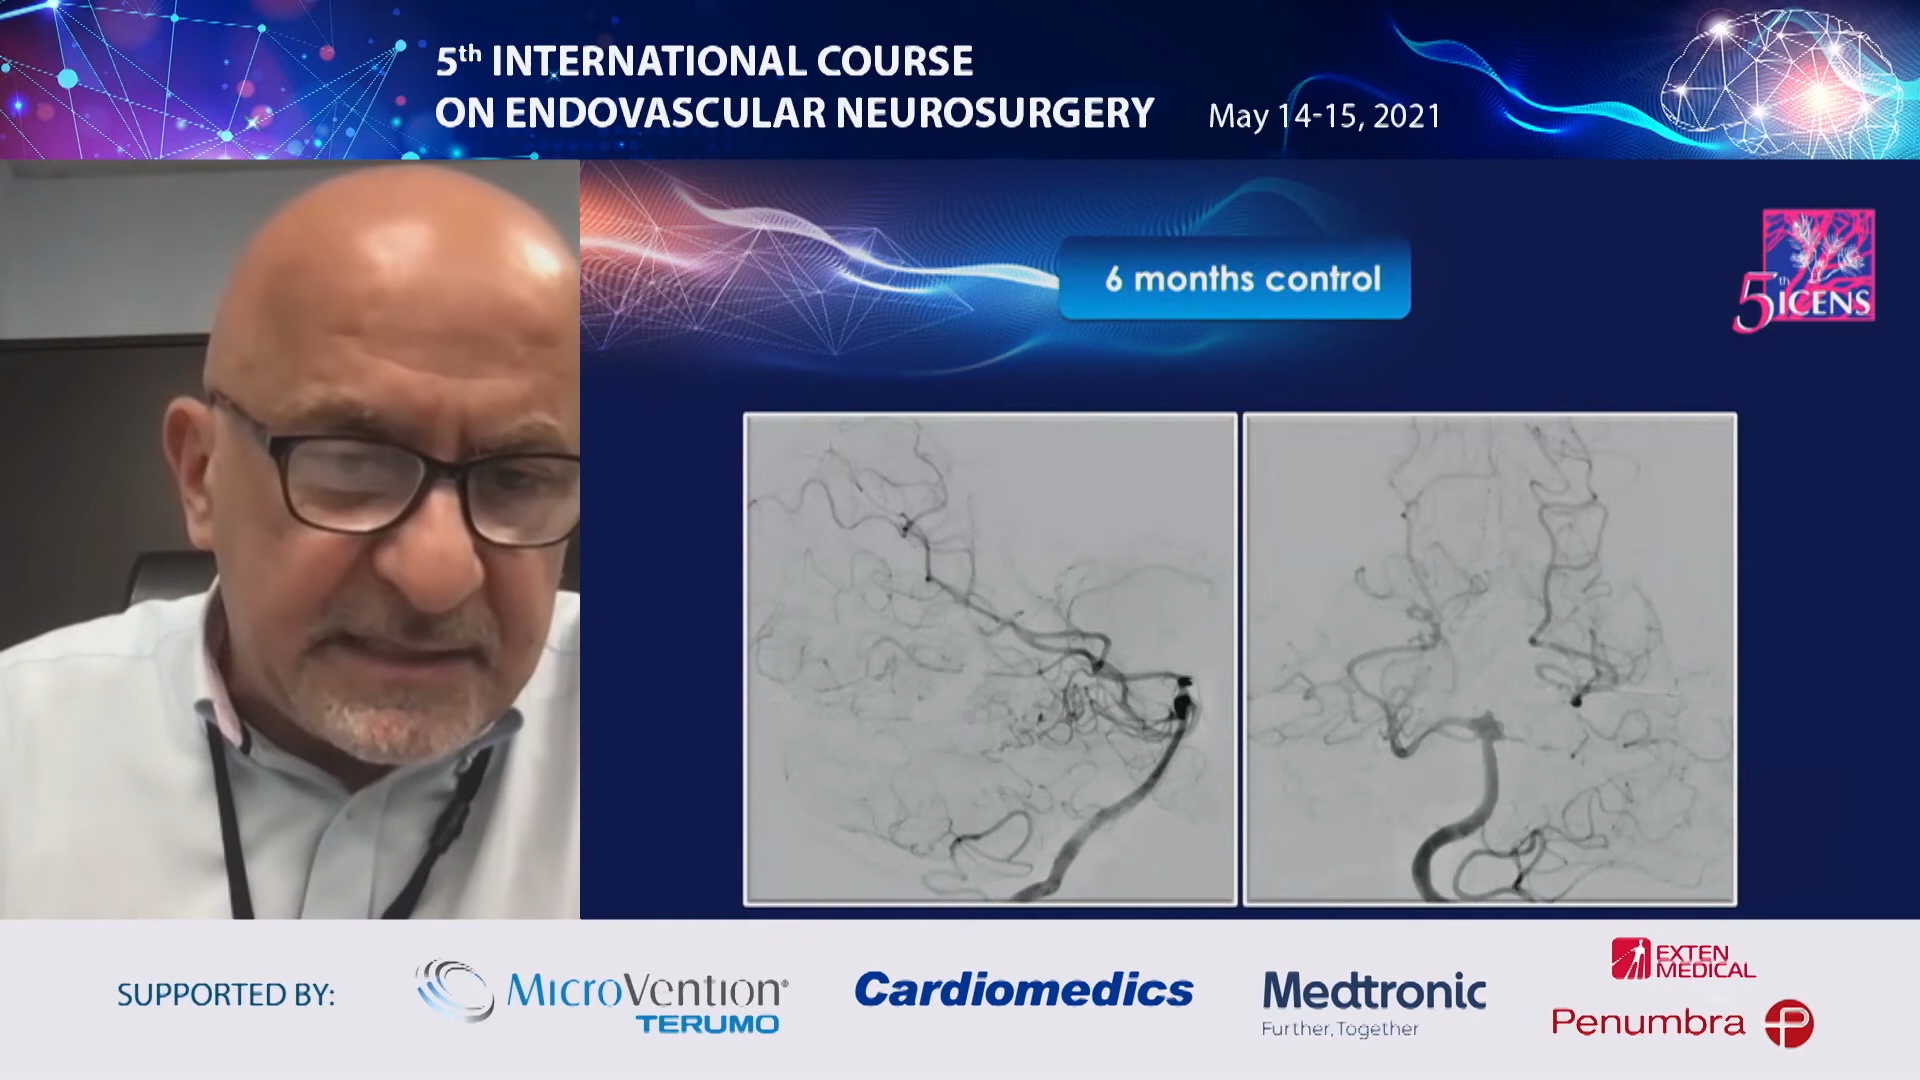 5th INTERNATIONAL COURSE
ON ENDOVASCULAR NEUROSURGERY May 14-15, 2021
6 months control
5th ICENS
SUPPORTED BY:
MICROVENTION®
TERUMO
Cardiomedics
Medtronic
Further, Together
EXTEN
MEDICAL
Penumbra